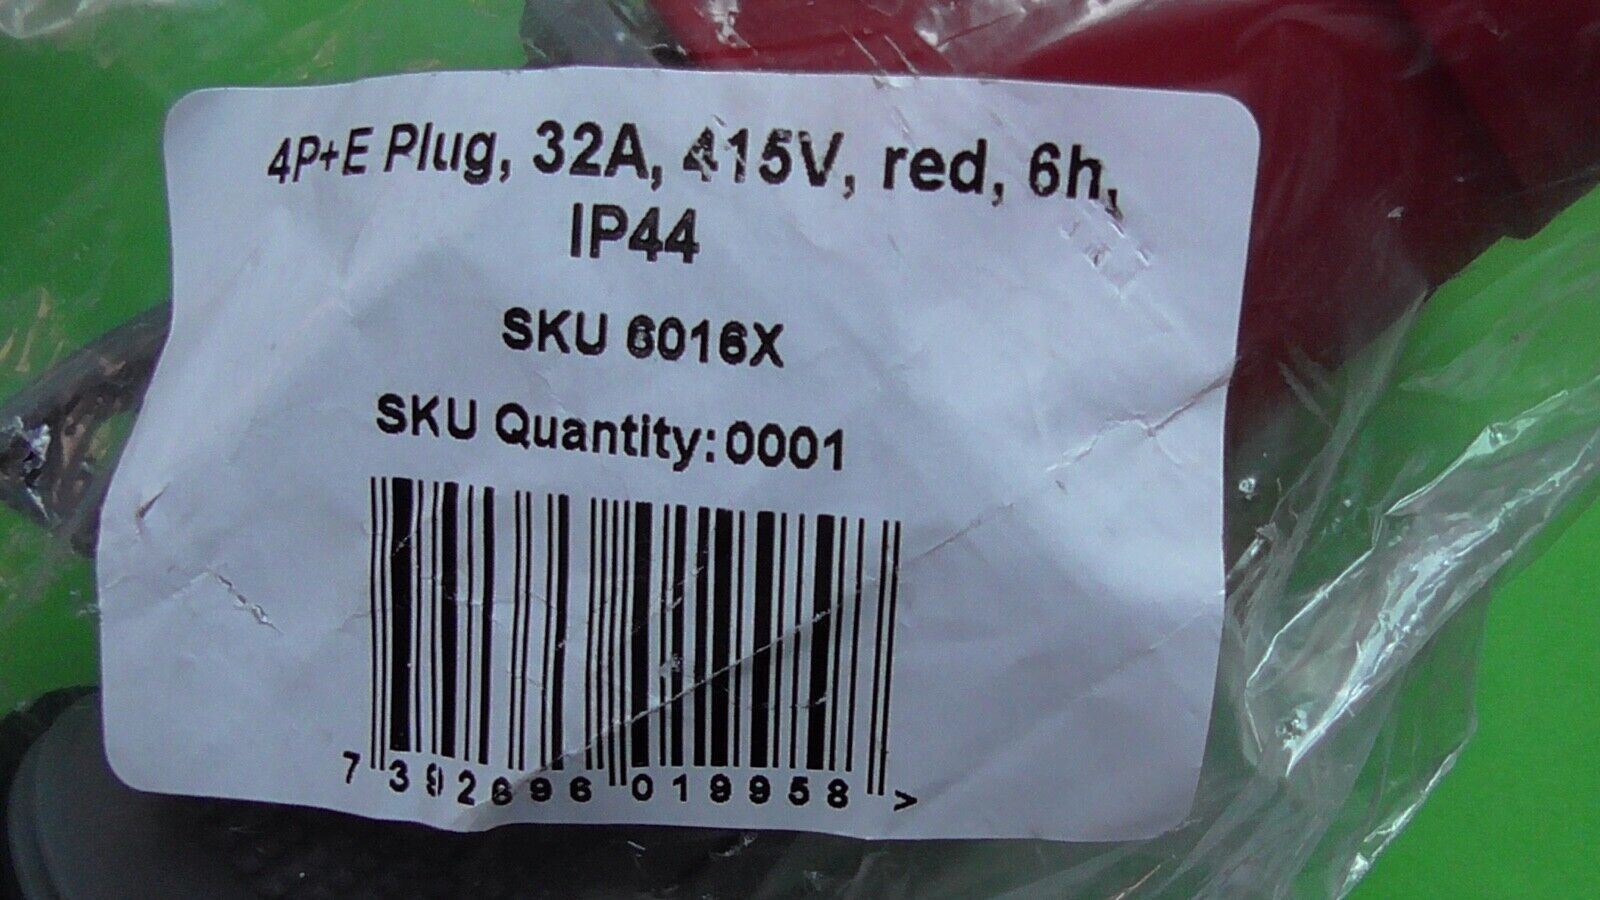 4P+E Plug, 32A, 415V, red, 6h,
IP44
SKU 6016X
SKU Quantity:0001
7 392696 019958 >